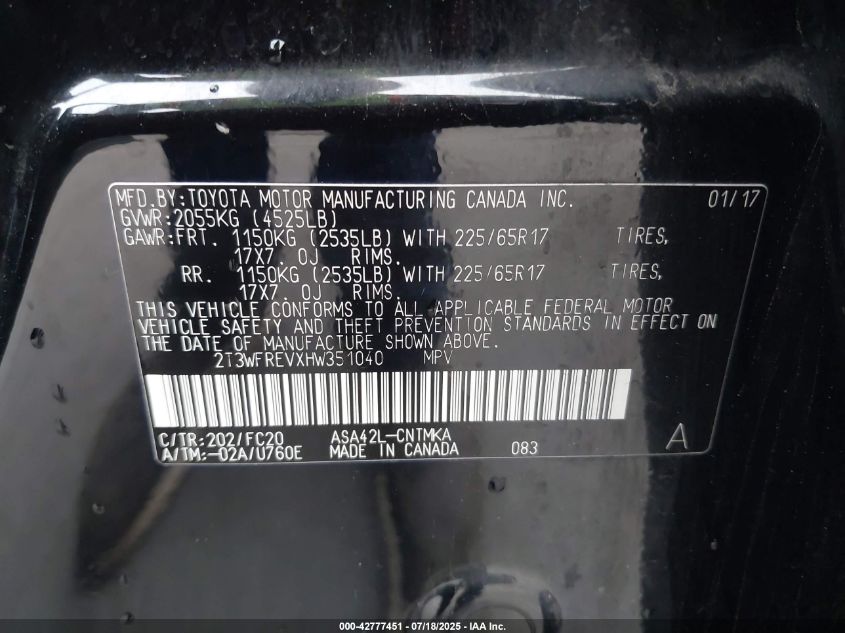 MFD.BY:TOYOTA MOTOR MANUFACTURING CANADA INC. 01/17
GVWR:2055KG (4525LB)
GAWR:FRT. 1150KG (2535LB) WITH 225/65R17 TIRES,
17X7.0J RIMS.
RR. 1150KG (2535LB) WITH 225/65R17 TIRES,
17X7.0J RIMS.
THIS VEHICLE CONFORMS TO ALL APPLICABLE FEDERAL MOTOR
VEHICLE SAFETY AND THEFT PREVENTION STANDARDS IN EFFECT ON
THE DATE OF MANUFACTURE SHOWN ABOVE.
2T3WFREVXHW351040 MPV
C/TR:202/FC20 ASA42L-CNTMKA
A/TM:-02A/U760E MADE IN CANADA 083 A
000-42777451 - 07/18/2025 - IAA Inc.